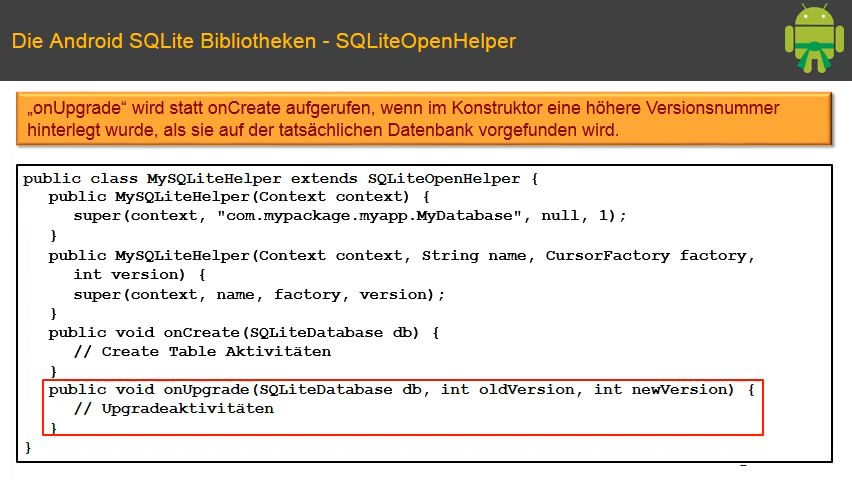 Die Android SQLite Bibliotheken - SQLiteOpenHelper
„onUpgrade“ wird statt onCreate aufgerufen, wenn im Konstruktor eine höhere Versionsnummer
hinterlegt wurde, als sie auf der tatsächlichen Datenbank vorgefunden wird.
public class MySQLiteHelper extends SQLiteOpenHelper {
public MySQLiteHelper(Context context) {
super(context, "com.mypackage.myapp.MyDatabase", null, 1);
}
public MySQLiteHelper(Context context, String name, CursorFactory factory,
int version) {
super(context, name, factory, version);
}
public void onCreate(SQLiteDatabase db) {
// Create Table Aktivitäten
}
public void onUpgrade(SQLiteDatabase db, int oldVersion, int newVersion) {
// Upgradeaktivitäten
}
}